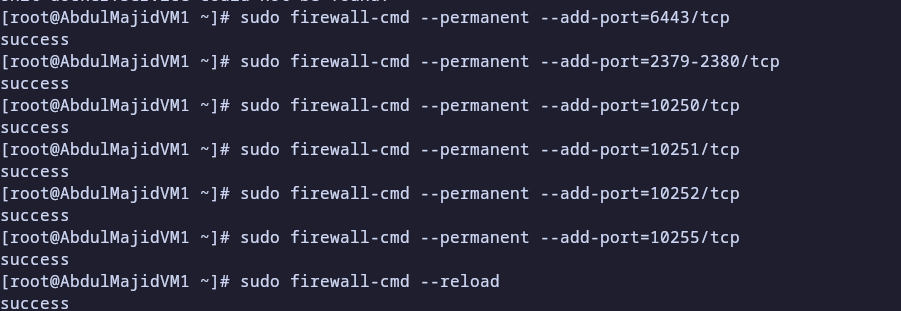 [root@AbdulMajidVM1 ~]# sudo firewall-cmd --permanent --add-port=6443/tcp
success
[root@AbdulMajidVM1 ~]# sudo firewall-cmd --permanent --add-port=2379-2380/tcp
success
[root@AbdulMajidVM1 ~]# sudo firewall-cmd --permanent --add-port=10250/tcp
success
[root@AbdulMajidVM1 ~]# sudo firewall-cmd --permanent --add-port=10251/tcp
success
[root@AbdulMajidVM1 ~]# sudo firewall-cmd --permanent --add-port=10252/tcp
success
[root@AbdulMajidVM1 ~]# sudo firewall-cmd --permanent --add-port=10255/tcp
success
[root@AbdulMajidVM1 ~]# sudo firewall-cmd --reload
success